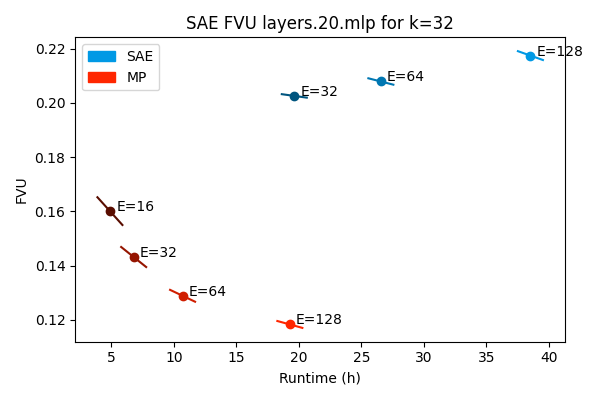 SAE FVU layers.20.mlp for k=32
SAE
MP
E=128
E=64
E=32
E=16
E=32
E=64
E=128
0.22
0.20
0.18
0.16
0.14
0.12
FVU
5
10
15
20
25
30
35
40
Runtime (h)